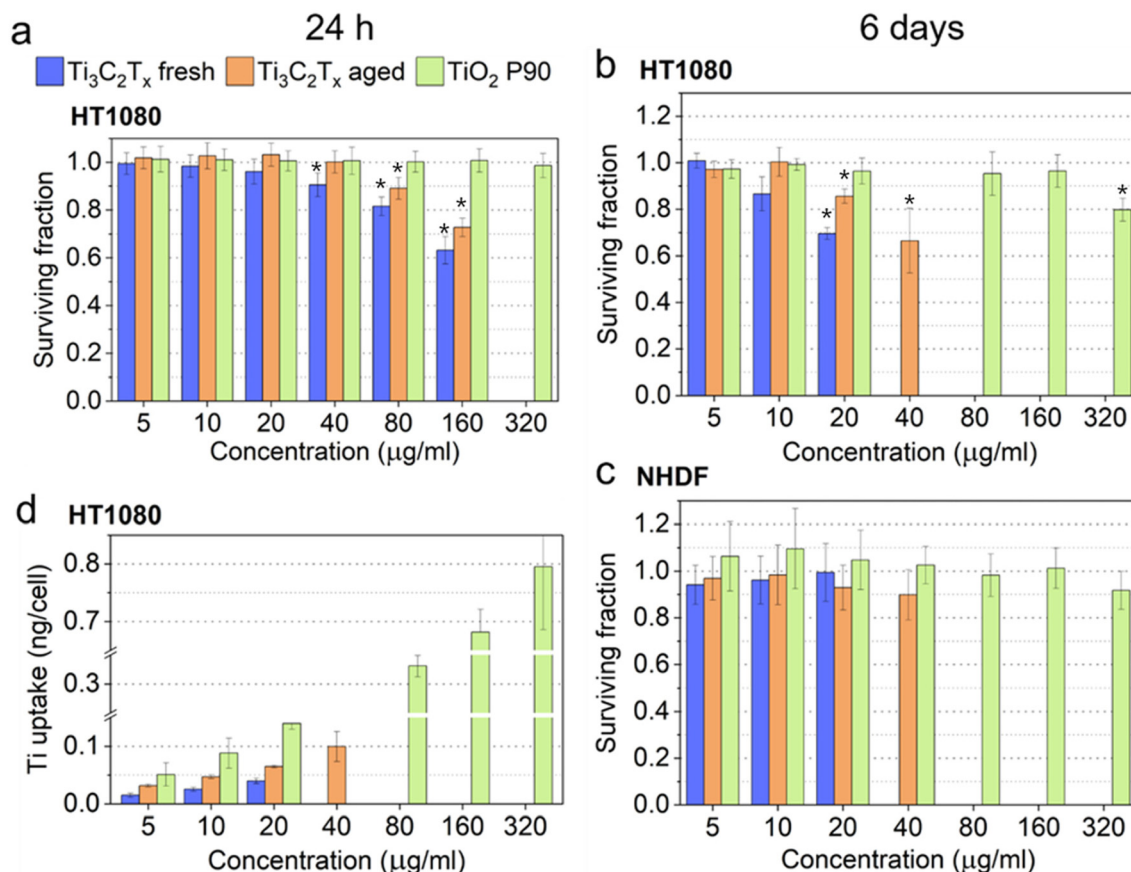 24 h
6 days
a
Ti₃C₂Tₓ fresh Ti₃C₂Tₓ aged TiO₂ P90
HT1080
Surviving fraction
1.0
0.8
0.6
0.4
0.2
0.0
* * * * *
5 10 20 40 80 160 320
Concentration (μg/ml)
b
HT1080
Surviving fraction
1.2
1.0
0.8
0.6
0.4
0.2
0.0
* * * *
5 10 20 40 80 160 320
Concentration (μg/ml)
d
HT1080
Ti uptake (ng/cell)
0.8
0.7
0.3
0.1
0.0
5 10 20 40 80 160 320
Concentration (μg/ml)
c
NHDF
Surviving fraction
1.2
1.0
0.8
0.6
0.4
0.2
0.0
5 10 20 40 80 160 320
Concentration (μg/ml)